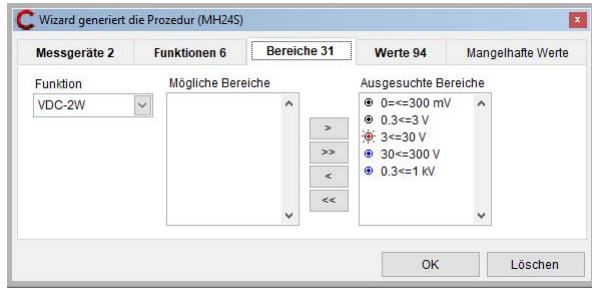 Wizard generiert die Prozedur (MH24S)
Messgeräte 2 Funktionen 6 Bereiche 31 Werte 94 Mangelhafte Werte
Funktion Mögliche Bereiche Ausgesuchte Bereiche
VDC-2W
0=<=300 mV
0.3<=3 V
3<=30 V
30<=300 V
0.3<=1 kV
>
>>
<
<<
OK Löschen